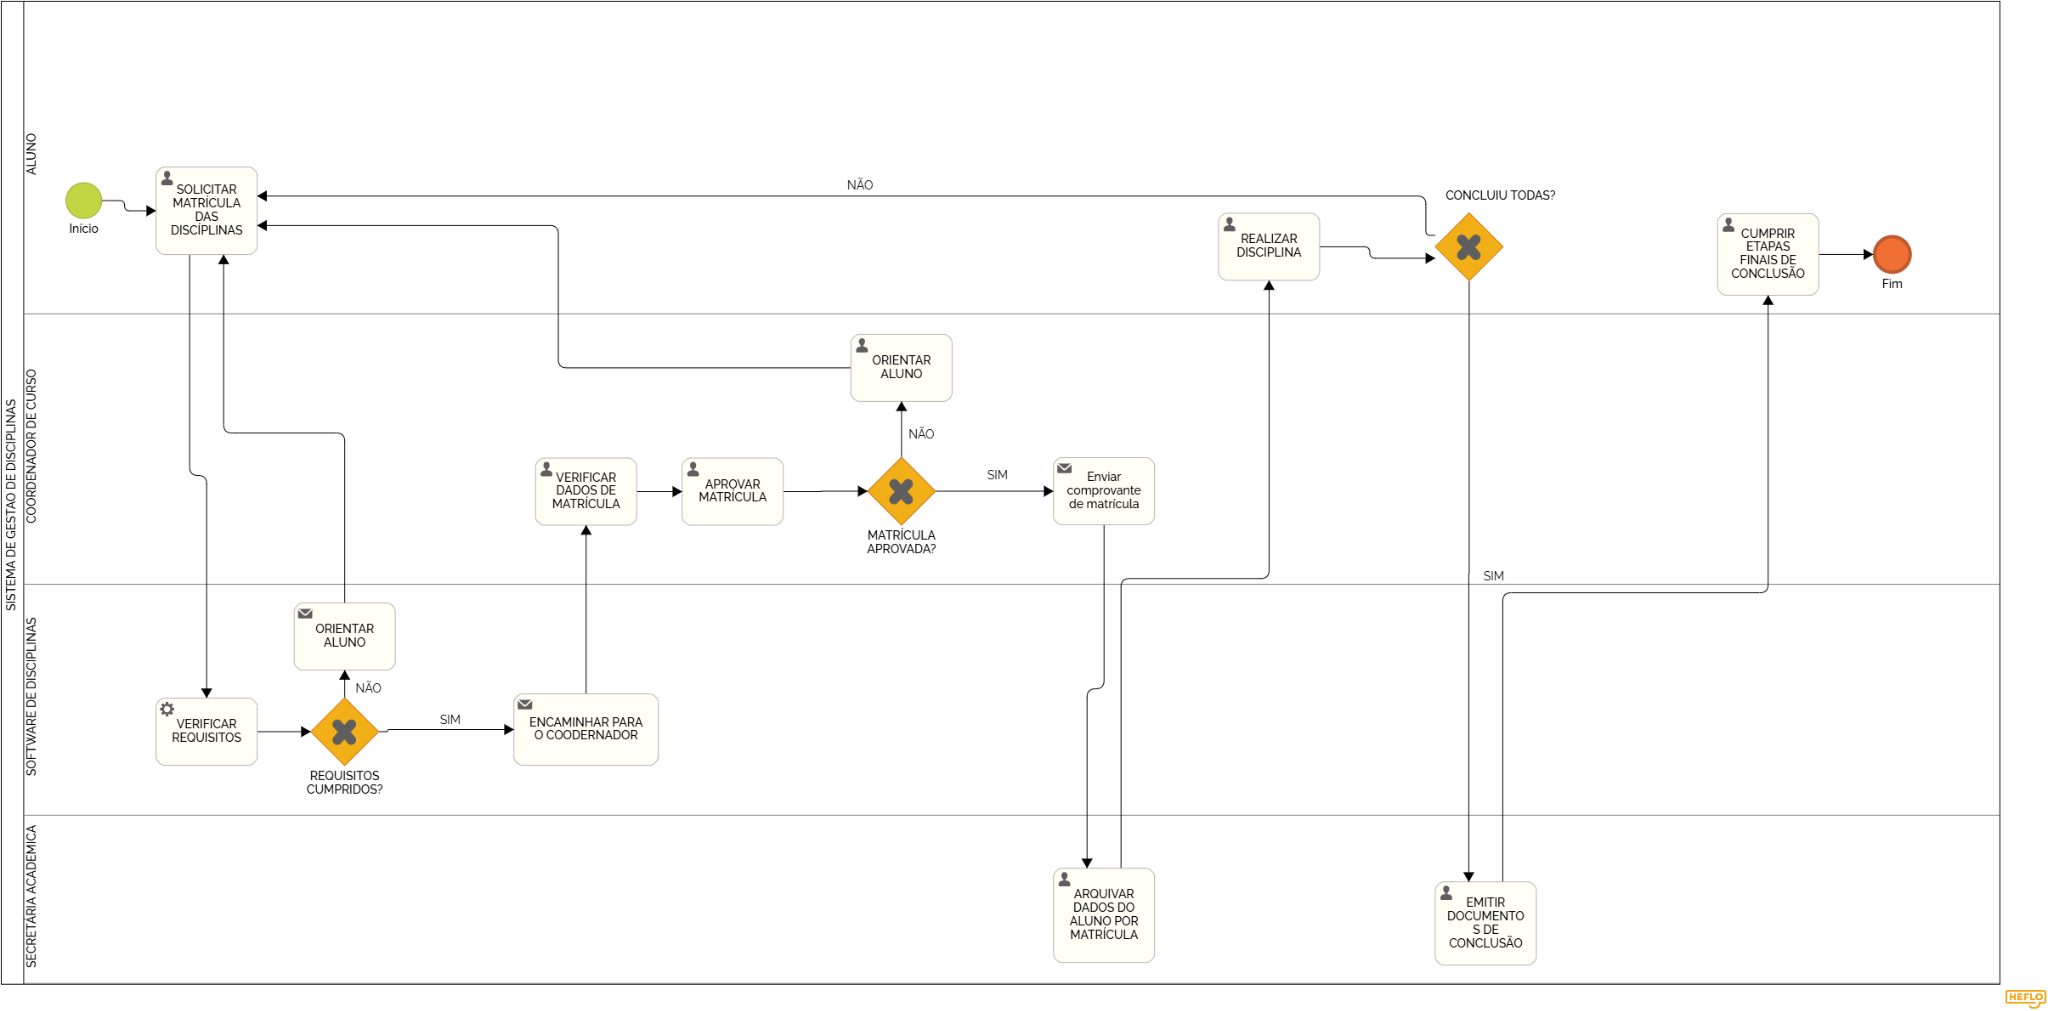 SISTEMA DE GESTAO DE DISCIPLINAS
ALUNO
Início
SOLICITAR
MATRÍCULA
DAS
DISCIPLINAS
NÃO
REALIZAR
DISCIPLINA
CONCLUIU TODAS?
CUMPRIR
ETAPAS
FINAIS DE
CONCLUSÃO
Fim
COORDENADOR DE CURSO
ORIENTAR
ALUNO
NÃO
VERIFICAR
DADOS DE
MATRÍCULA
APROVAR
MATRÍCULA
MATRÍCULA
APROVADA?
SIM
Enviar
comprovante
de matrícula
SIM
SOFTWARE DE DISCIPLINAS
ORIENTAR
ALUNO
NÃO
VERIFICAR
REQUISITOS
REQUISITOS
CUMPRIDOS?
SIM
ENCAMINHAR PARA
O COODERNADOR
SECRETÁRIA ACADEMICA
ARQUIVAR
DADOS DO
ALUNO POR
MATRÍCULA
EMITIR
DOCUMENTO
S DE
CONCLUSÃO
HEFLO